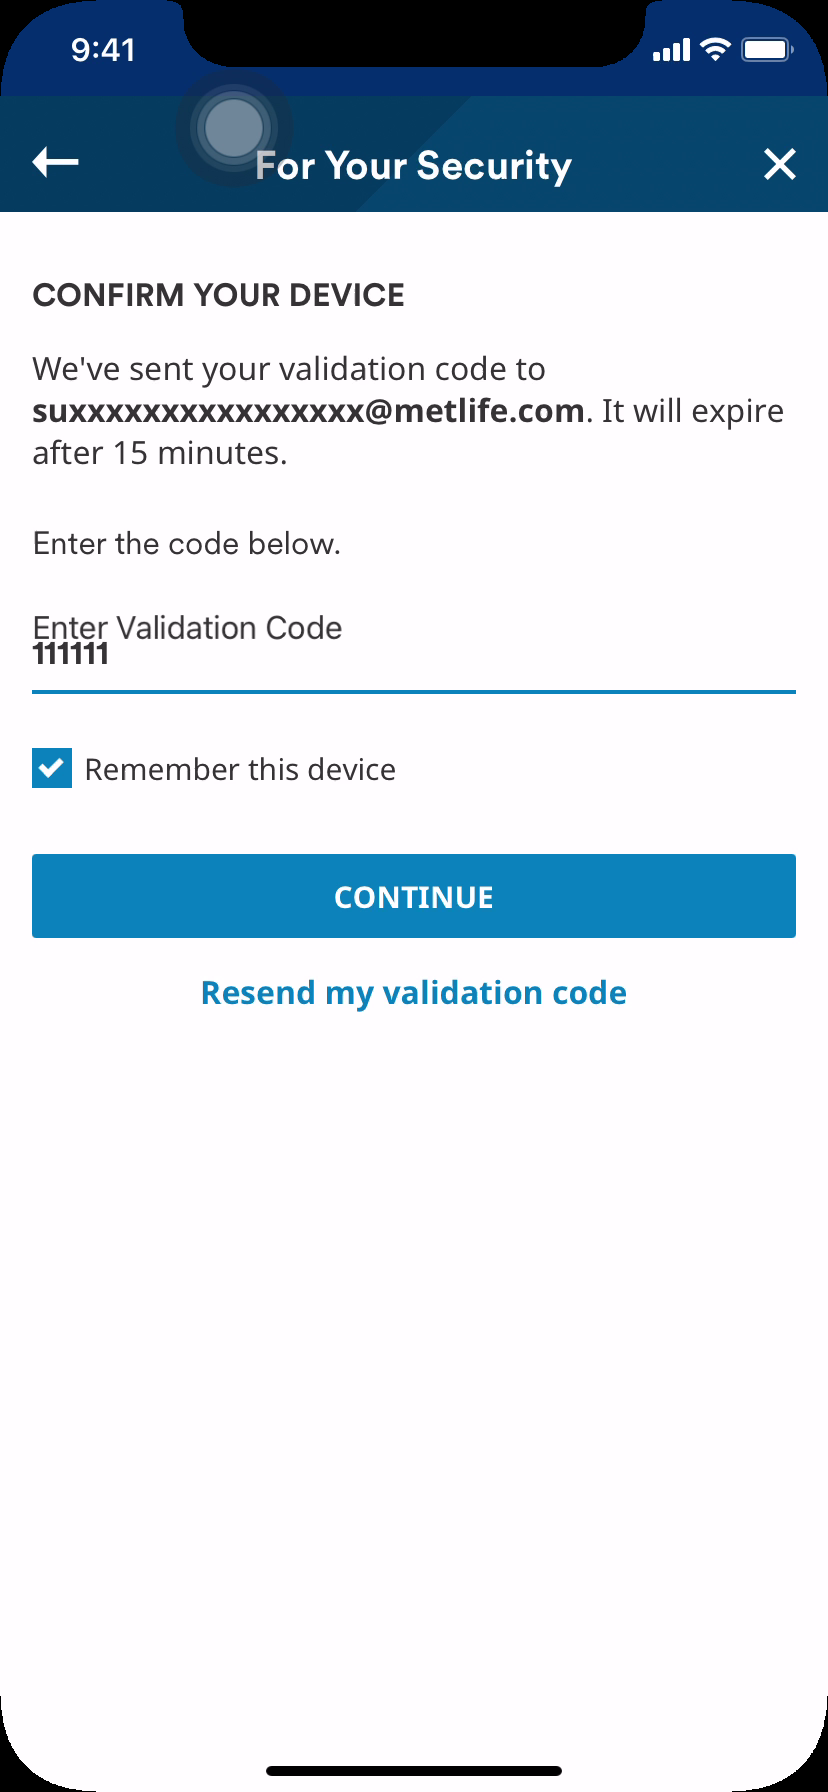 9:41
For Your Security
CONFIRM YOUR DEVICE
We've sent your validation code to
suxxxxxxxxxxxxxxxx@metlife.com. It will expire
after 15 minutes.
Enter the code below.
Enter Validation Code
111111
Remember this device
CONTINUE
Resend my validation code